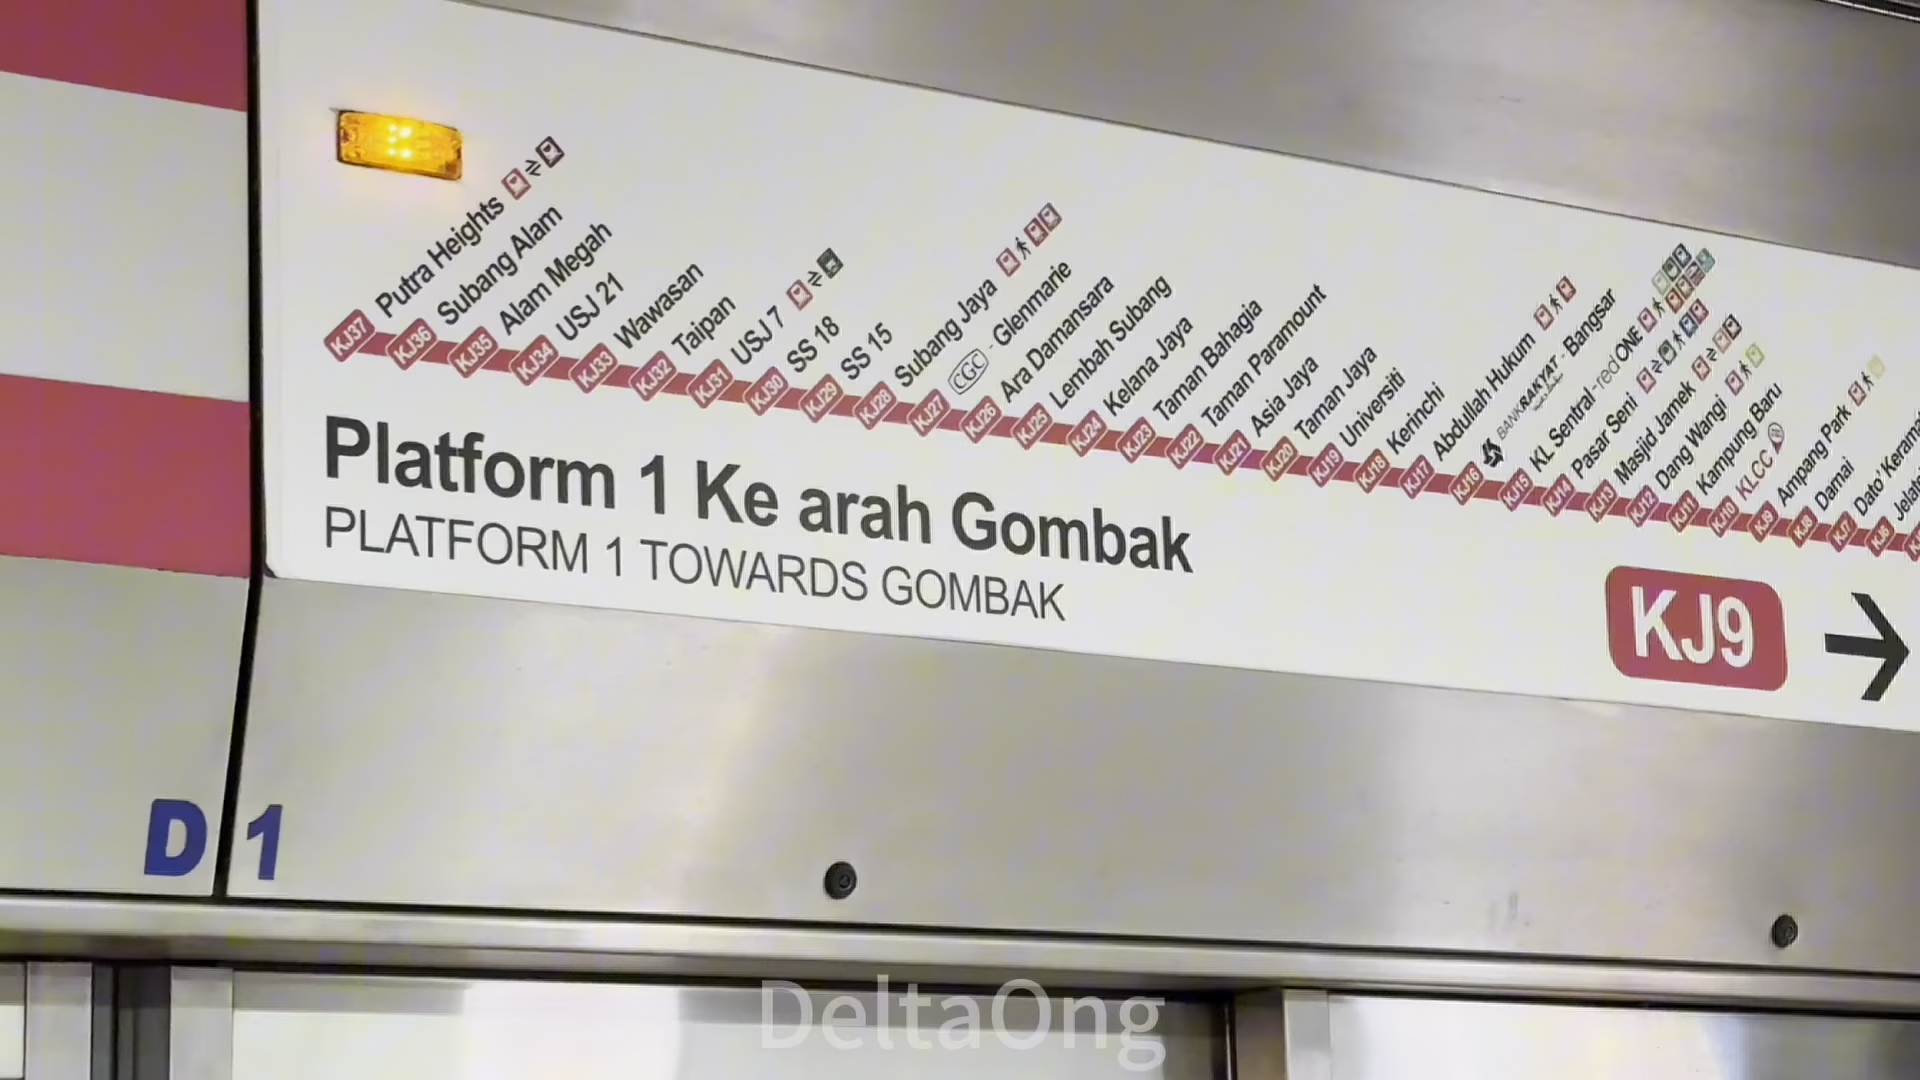 KJ37 Putra Heights
KJ36 Subang Alam
KJ35 Alam Megah
KJ34 USJ 21
KJ33 Wawasan
KJ32 Taipan
KJ31 USJ 7
KJ30 SS 18
KJ29 SS 15
KJ28 Subang Jaya
KJ27 CGC - Glenmarie
KJ26 Ara Damansara
KJ25 Lembah Subang
KJ24 Kelana Jaya
KJ23 Taman Bahagia
KJ22 Taman Paramount
KJ21 Asia Jaya
KJ20 Taman Jaya
KJ19 Universiti
KJ18 Kerinchi
KJ17 Abdullah Hukum
KJ16 BANKRAKYAT - Bangsar
KJ15 KL Sentral-redONE
KJ14 Pasar Seni
KJ13 Masjid Jamek
KJ12 Dang Wangi
KJ11 Kampung Baru
KJ10 KLCC
KJ9 Ampang Park
KJ8 Damai
KJ7 Dato' Kerama
KJ6 Jelat
Platform 1 Ke arah Gombak
PLATFORM 1 TOWARDS GOMBAK
KJ9
D 1
DeltaOng